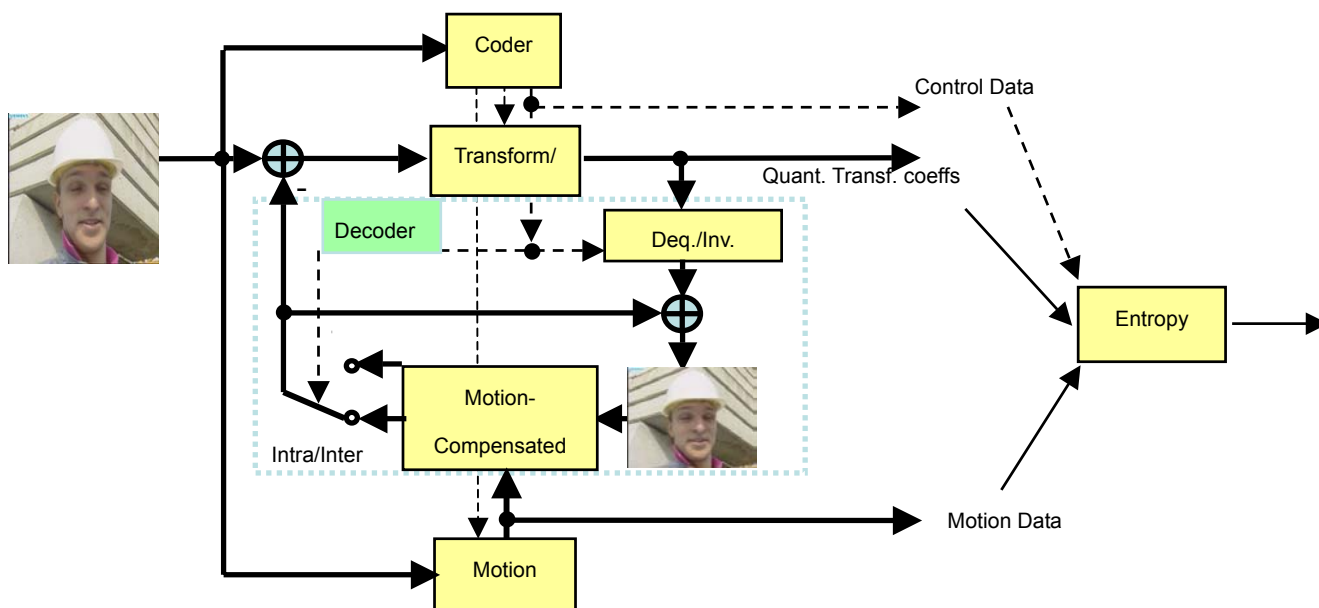 Coder
Control Data
Transform/
Quant. Transf. coeffs
-
Decoder
Deq./Inv.
Entropy
Motion-
Compensated
Intra/Inter
Motion Data
Motion